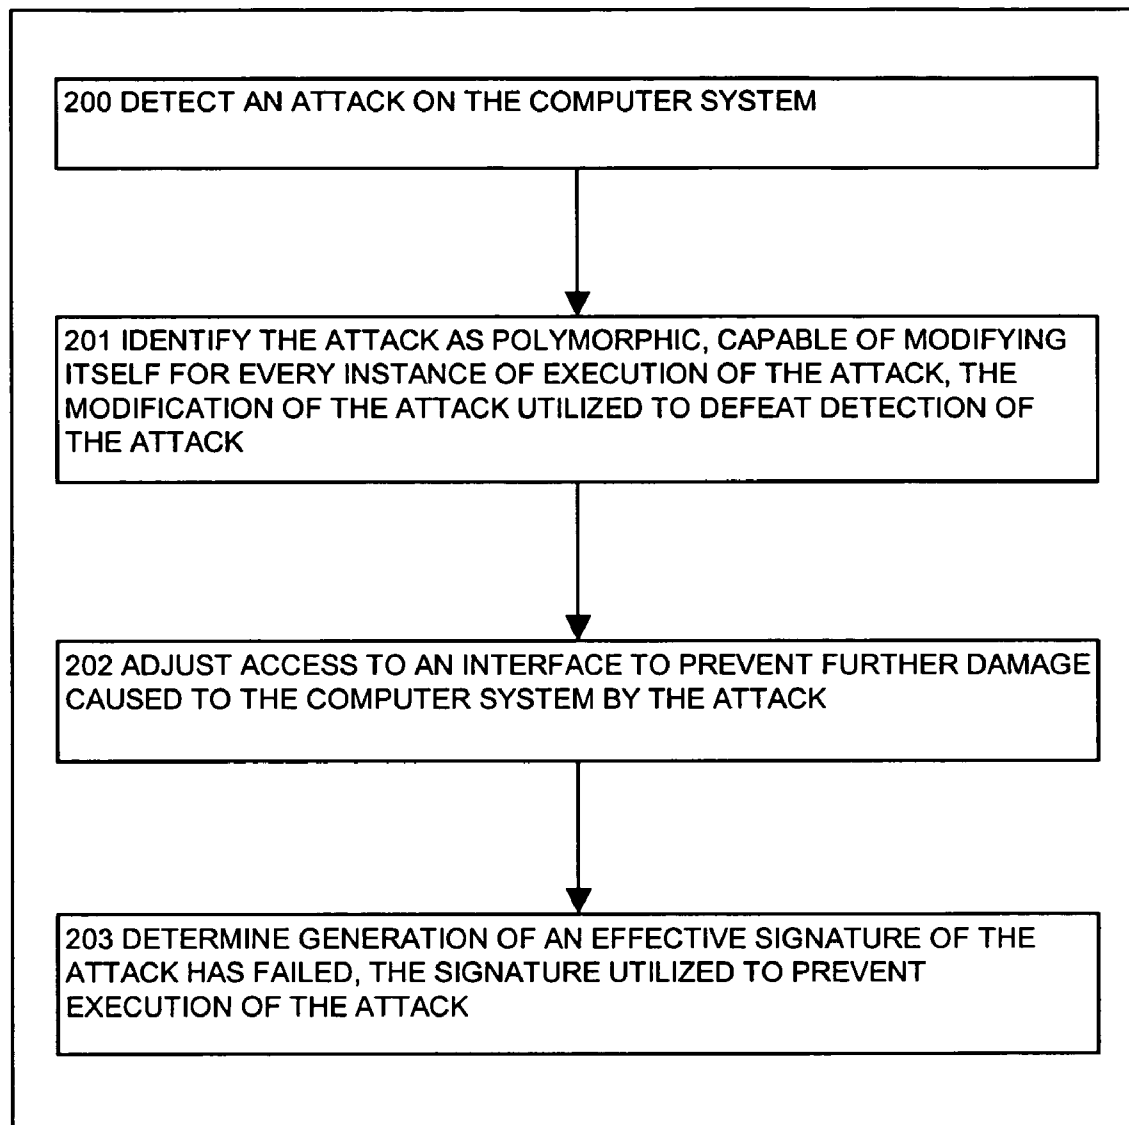 200 DETECT AN ATTACK ON THE COMPUTER SYSTEM
201 IDENTIFY THE ATTACK AS POLYMORPHIC, CAPABLE OF MODIFYING
ITSELF FOR EVERY INSTANCE OF EXECUTION OF THE ATTACK, THE
MODIFICATION OF THE ATTACK UTILIZED TO DEFEAT DETECTION OF
THE ATTACK
202 ADJUST ACCESS TO AN INTERFACE TO PREVENT FURTHER DAMAGE
CAUSED TO THE COMPUTER SYSTEM BY THE ATTACK
203 DETERMINE GENERATION OF AN EFFECTIVE SIGNATURE OF THE
ATTACK HAS FAILED, THE SIGNATURE UTILIZED TO PREVENT
EXECUTION OF THE ATTACK